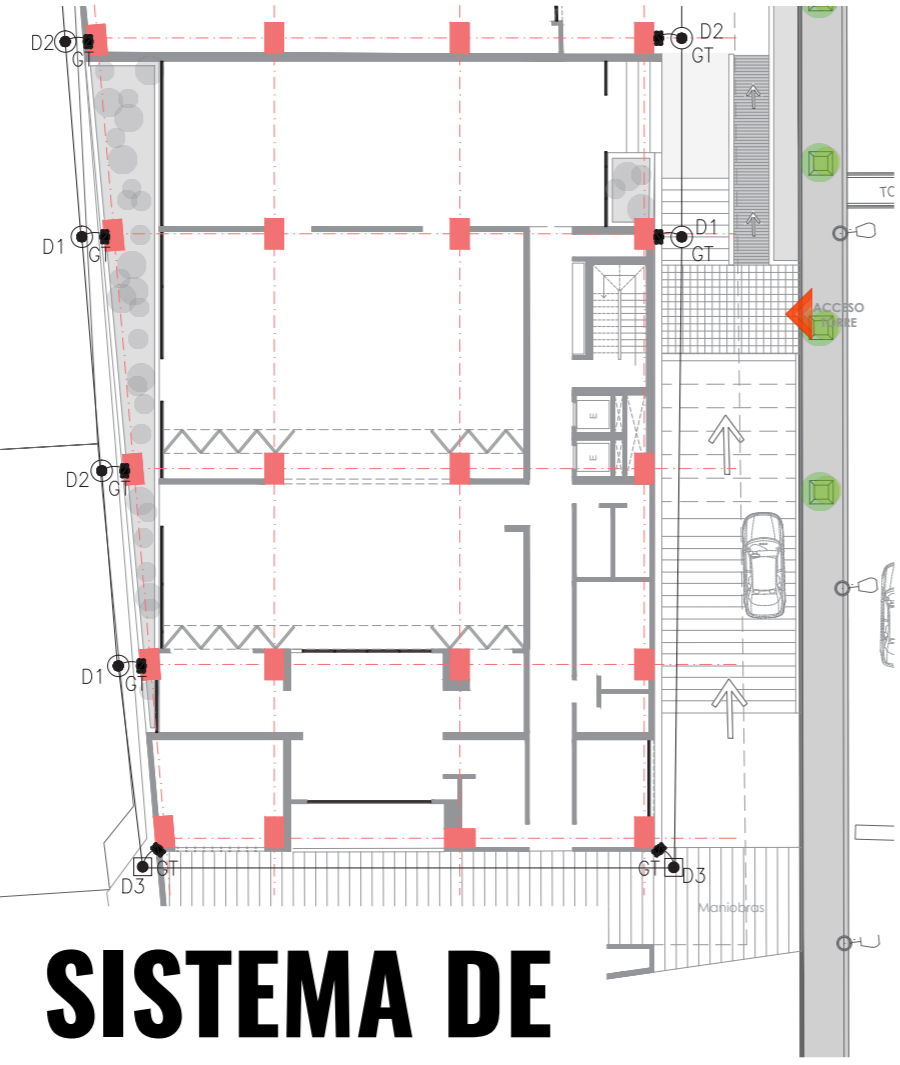 D2
GT
D2
GT
TC
D1
GT
D1
GT
ACCESO
TORRE
E
E
D2
GT
D1
GT
D3
GT
GT
D3
Maniobras
SISTEMA DE